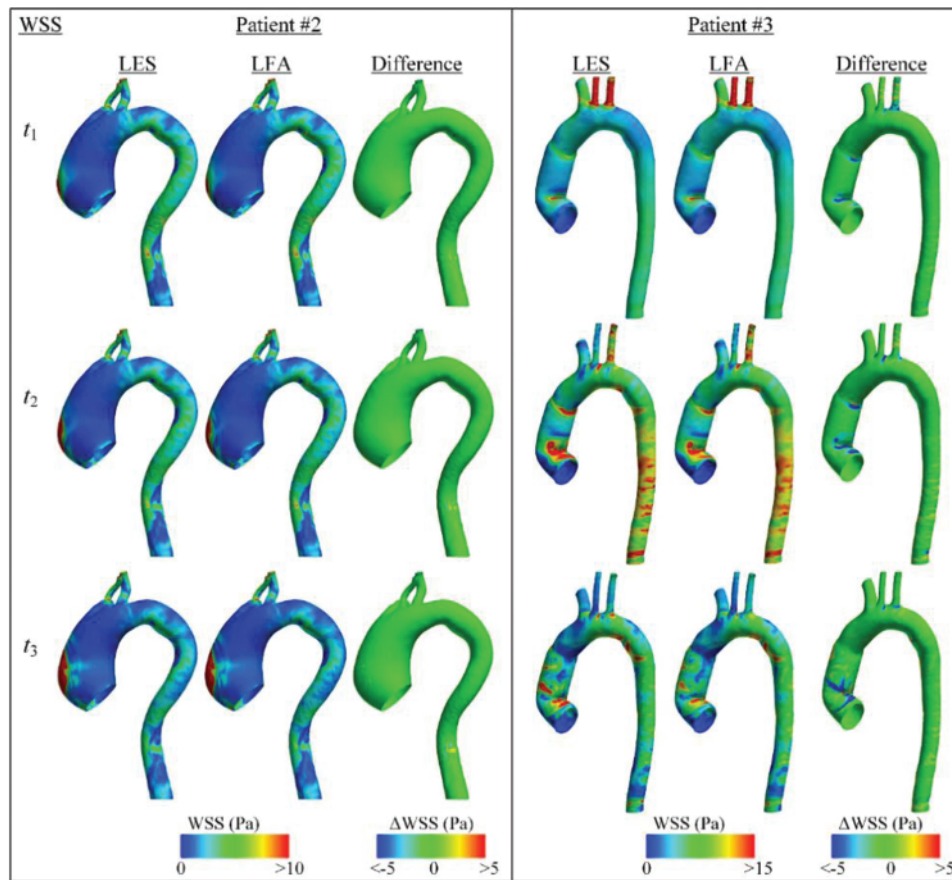 WSS Patient #2 Patient #3
LES LFA Difference LES LFA Difference
t1
t2
t3
WSS (Pa) ΔWSS (Pa) WSS (Pa) ΔWSS (Pa)
0 >10 <-5 0 >5 0 >15 <-5 0 >5